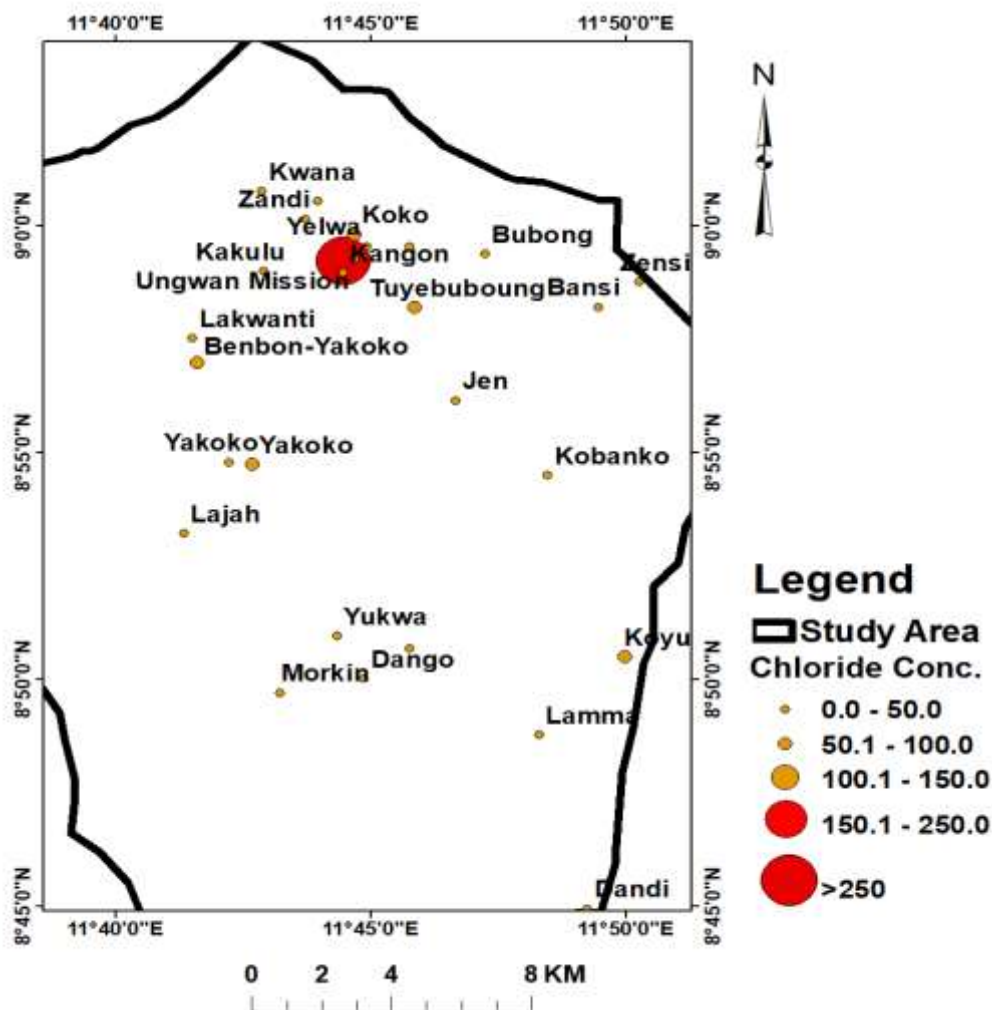 11°40'0"E 11°45'0"E 11°50'0"E
N
Kwana
Zandi
Yelwa Koko
9°0'0"N 9°0'0"N
Bubong
Kakulu Kangon Zensi
Ungwan Mission Tuyebuboung Bansi
Lakwanti
Benbon-Yakoko
Jen
8°55'0"N 8°55'0"N
Yakoko Yakoko Kobanko
Lajah
Legend
Study Area
Yukwa Koyu
Dango
Chloride Conc.
Morkin
8°50'0"N 8°50'0"N
0.0 - 50.0
Lamma
50.1 - 100.0
100.1 - 150.0
150.1 - 250.0
>250
Dandi
8°45'0"N 8°45'0"N
11°40'0"E 11°45'0"E 11°50'0"E
0 2 4 8 KM